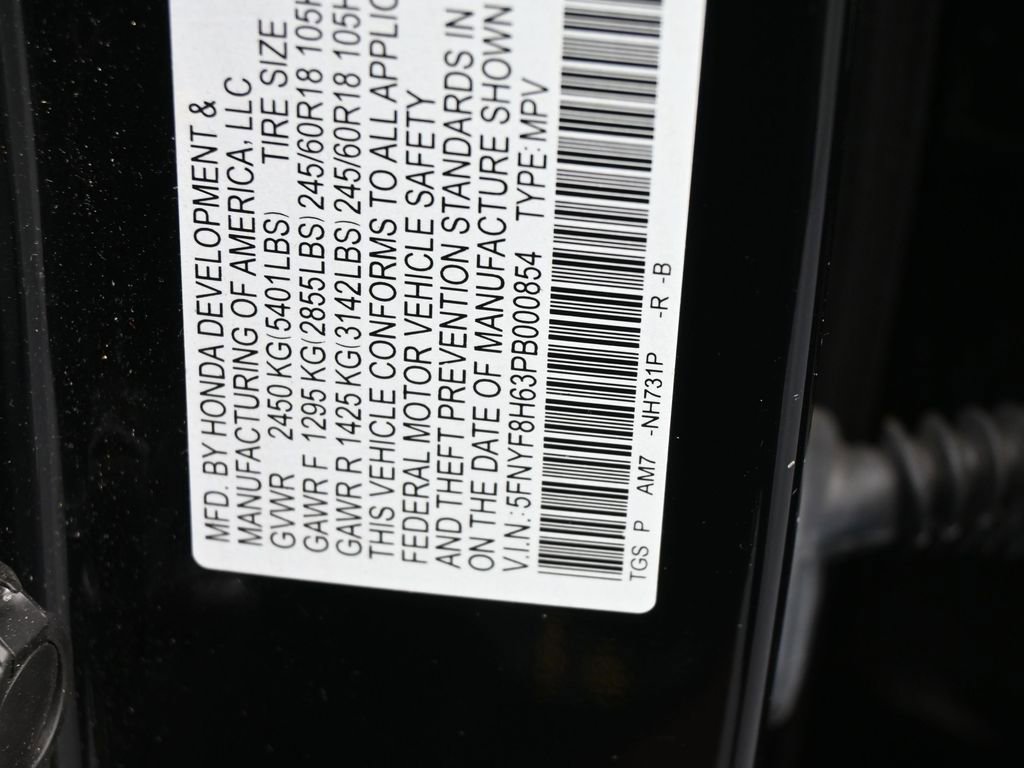 MFD. BY HONDA DEVELOPMENT &
MANUFACTURING OF AMERICA, LLC
GVWR 2450 KG(5401LBS) TIRE SIZE
GAWR F 1295 KG(2855LBS) 245/60R18 105H
GAWR R 1425 KG(3142LBS) 245/60R18 105H
THIS VEHICLE CONFORMS TO ALL APPLIC
FEDERAL MOTOR VEHICLE SAFETY
AND THEFT PREVENTION STANDARDS IN
ON THE DATE OF MANUFACTURE SHOWN
V.I.N.:5FNYF8H63PB000854 TYPE: MPV
TGS P AM7 -NH731P -R -B